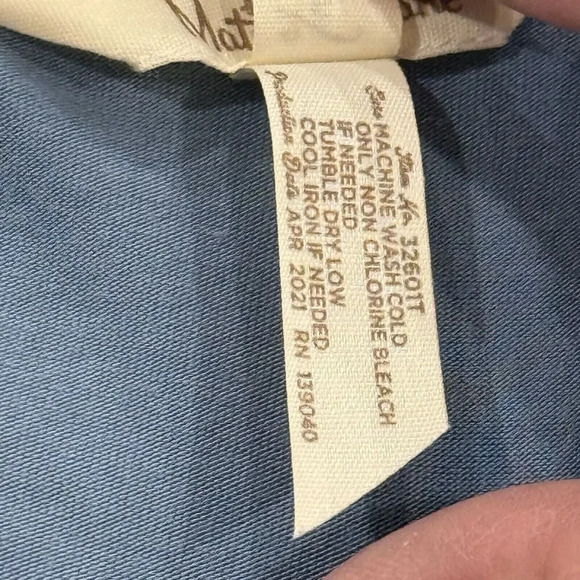 Mat
Item No. 32601T
Care MACHINE WASH COLD
ONLY NON CHLORINE BLEACH
IF NEEDED
TUMBLE DRY LOW
COOL IRON IF NEEDED
Production Date APR 2021 RN 139040